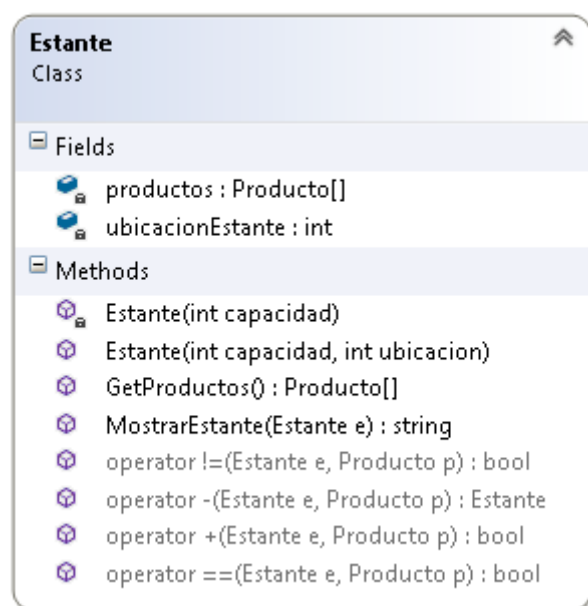 Estante
Class
Fields
productos : Producto[]
ubicacionEstante : int
Methods
Estante(int capacidad)
Estante(int capacidad, int ubicacion)
GetProductos() : Producto[]
MostrarEstante(Estante e) : string
operator !=(Estante e, Producto p) : bool
operator -(Estante e, Producto p) : Estante
operator +(Estante e, Producto p) : bool
operator ==(Estante e, Producto p) : bool